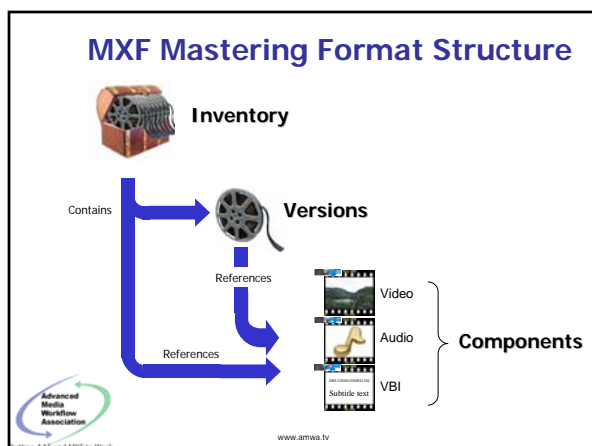 MXF Mastering Format Structure
Inventory
Contains
Versions
References
Video
Audio
Components
References
VBI
Subtitle text
Advanced
Media
Workflow
Association
www.amwa.tv